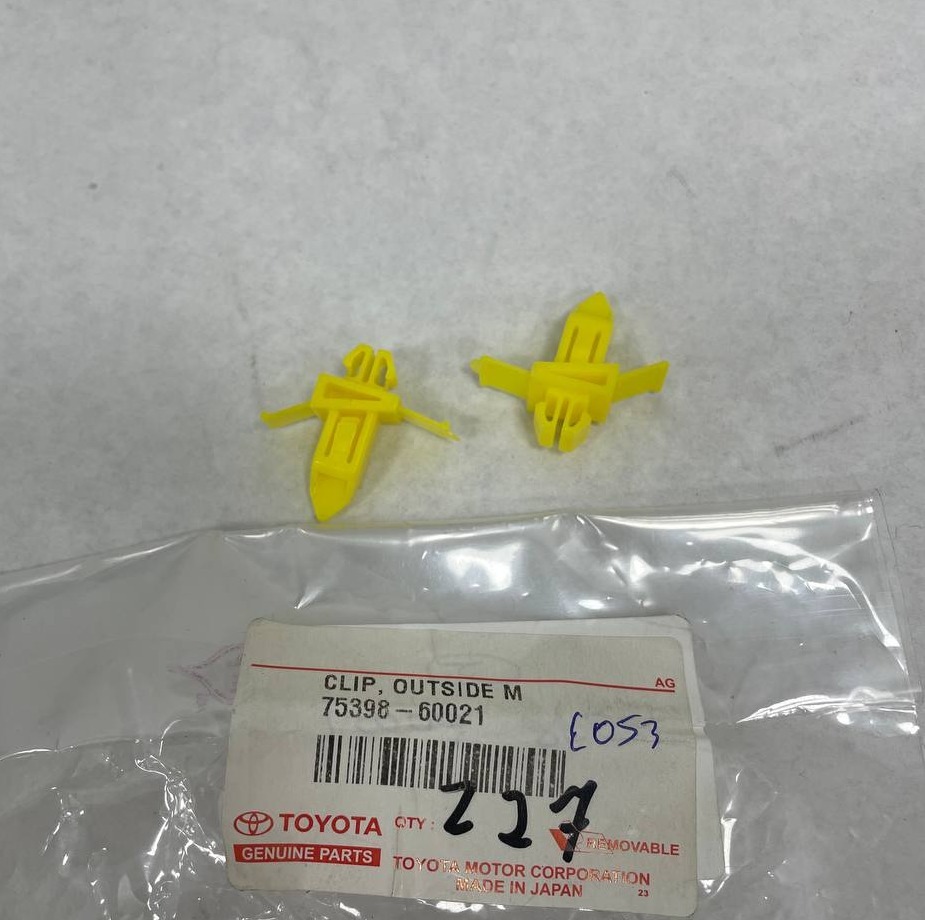 AG
CLIP, OUTSIDE M
75398-60021
E053
227
TOYOTA QTY :
GENUINE PARTS
REMOVABLE
TOYOTA MOTOR CORPORATION
MADE IN JAPAN 23